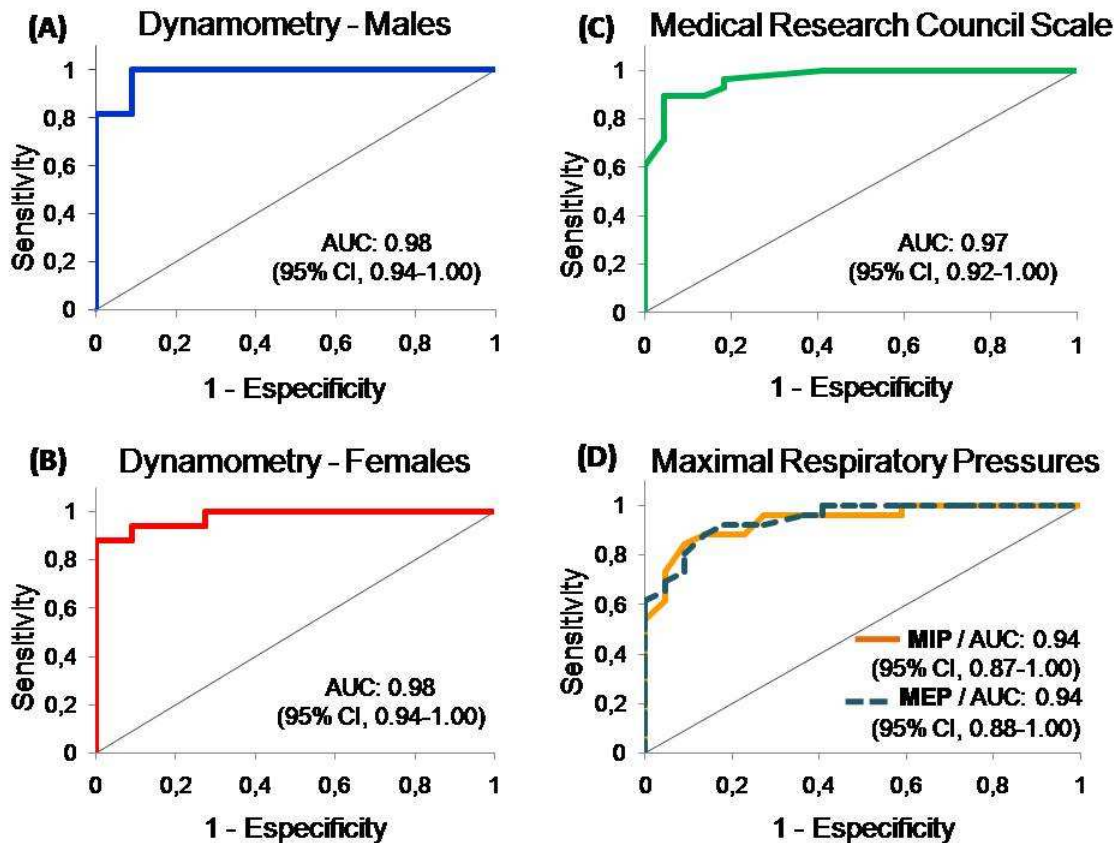 (A) Dynamometry - Males
1
0,8
0,6
0,4
0,2
0
Sensitivity
AUC: 0.98
(95% CI, 0.94-1.00)
0 0,2 0,4 0,6 0,8 1
1 - Especificity
(C) Medical Research Council Scale
1
0,8
0,6
0,4
0,2
0
Sensitivity
AUC: 0.97
(95% CI, 0.92-1.00)
0 0,2 0,4 0,6 0,8 1
1 - Especificity
(B) Dynamometry - Females
1
0,8
0,6
0,4
0,2
0
Sensitivity
AUC: 0.98
(95% CI, 0.94-1.00)
0 0,2 0,4 0,6 0,8 1
1 - Especificity
(D) Maximal Respiratory Pressures
1
0,8
0,6
0,4
0,2
0
Sensitivity
MIP / AUC: 0.94
(95% CI, 0.87-1.00)
MEP / AUC: 0.94
(95% CI, 0.88-1.00)
0 0,2 0,4 0,6 0,8 1
1 - Especificity